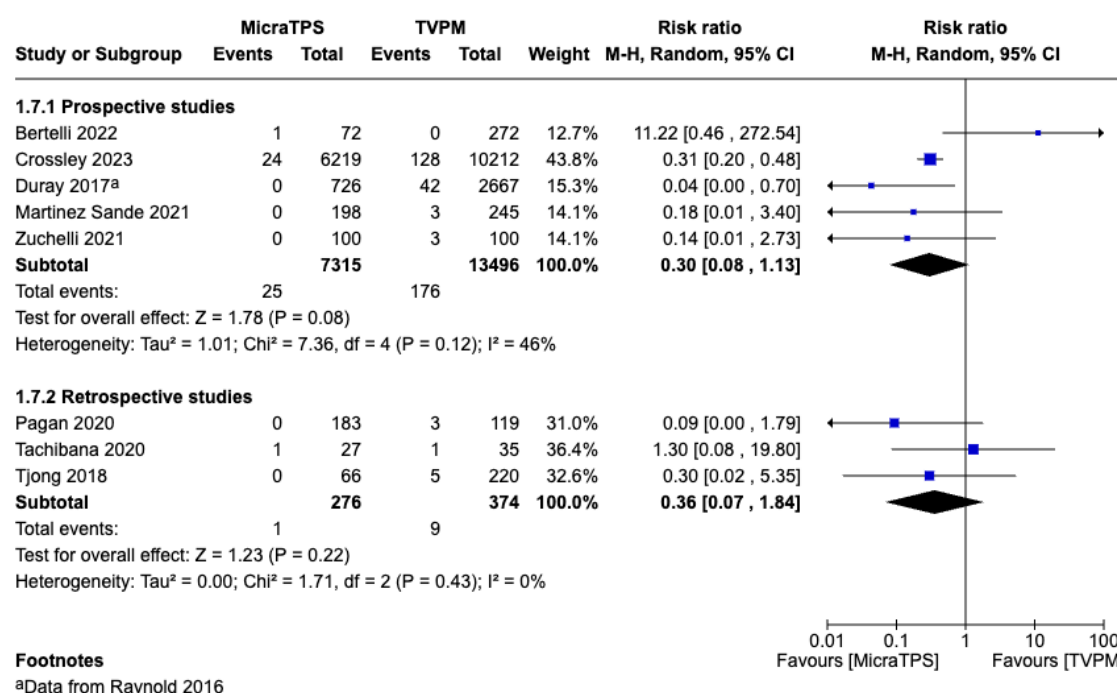 MicraTPS TVPM Risk ratio Risk ratio
Study or Subgroup Events Total Events Total Weight M-H, Random, 95% CI M-H, Random, 95% CI
1.7.1 Prospective studies
Bertelli 2022 1 72 0 272 12.7% 11.22 [0.46 , 272.54]
Crossley 2023 24 6219 128 10212 43.8% 0.31 [0.20 , 0.48]
Duray 2017ᵃ 0 726 42 2667 15.3% 0.04 [0.00 , 0.70]
Martinez Sande 2021 0 198 3 245 14.1% 0.18 [0.01 , 3.40]
Zuchelli 2021 0 100 3 100 14.1% 0.14 [0.01 , 2.73]
Subtotal 7315 13496 100.0% 0.30 [0.08 , 1.13]
Total events: 25 176
Test for overall effect: Z = 1.78 (P = 0.08)
Heterogeneity: Tau² = 1.01; Chi² = 7.36, df = 4 (P = 0.12); I² = 46%
1.7.2 Retrospective studies
Pagan 2020 0 183 3 119 31.0% 0.09 [0.00 , 1.79]
Tachibana 2020 1 27 1 35 36.4% 1.30 [0.08 , 19.80]
Tjong 2018 0 66 5 220 32.6% 0.30 [0.02 , 5.35]
Subtotal 276 374 100.0% 0.36 [0.07 , 1.84]
Total events: 1 9
Test for overall effect: Z = 1.23 (P = 0.22)
Heterogeneity: Tau² = 0.00; Chi² = 1.71, df = 2 (P = 0.43); I² = 0%
0.01 0.1 1 10 100
Favours [MicraTPS] Favours [TVPM]
Footnotes
ᵃData from Raynold 2016